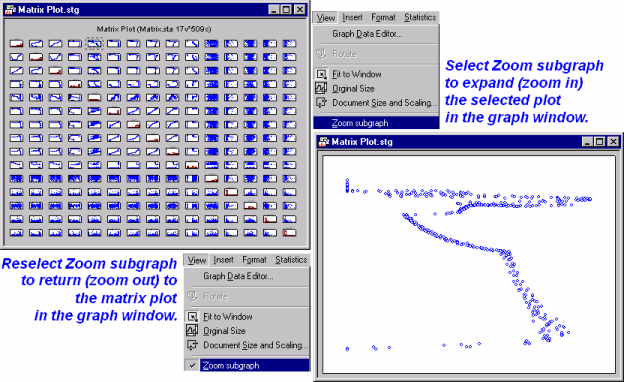 Matrix Plot.stg
Matrix Plot (Matrix.sta 17v*509c)
View Insert Format Statistics
Graph Data Editor...
Rotate
Fit to Window
Orginal Size
Document Size and Scaling...
Zoom subgraph
Select Zoom subgraph
to expand (zoom in)
the selected plot
in the graph window.
Matrix Plot.stg
Reselect Zoom subgraph
to return (zoom out) to
the matrix plot
in the graph window.
View Insert Format Statistics
Graph Data Editor...
Rotate
Fit to Window
Orginal Size
Document Size and Scaling...
Zoom subgraph